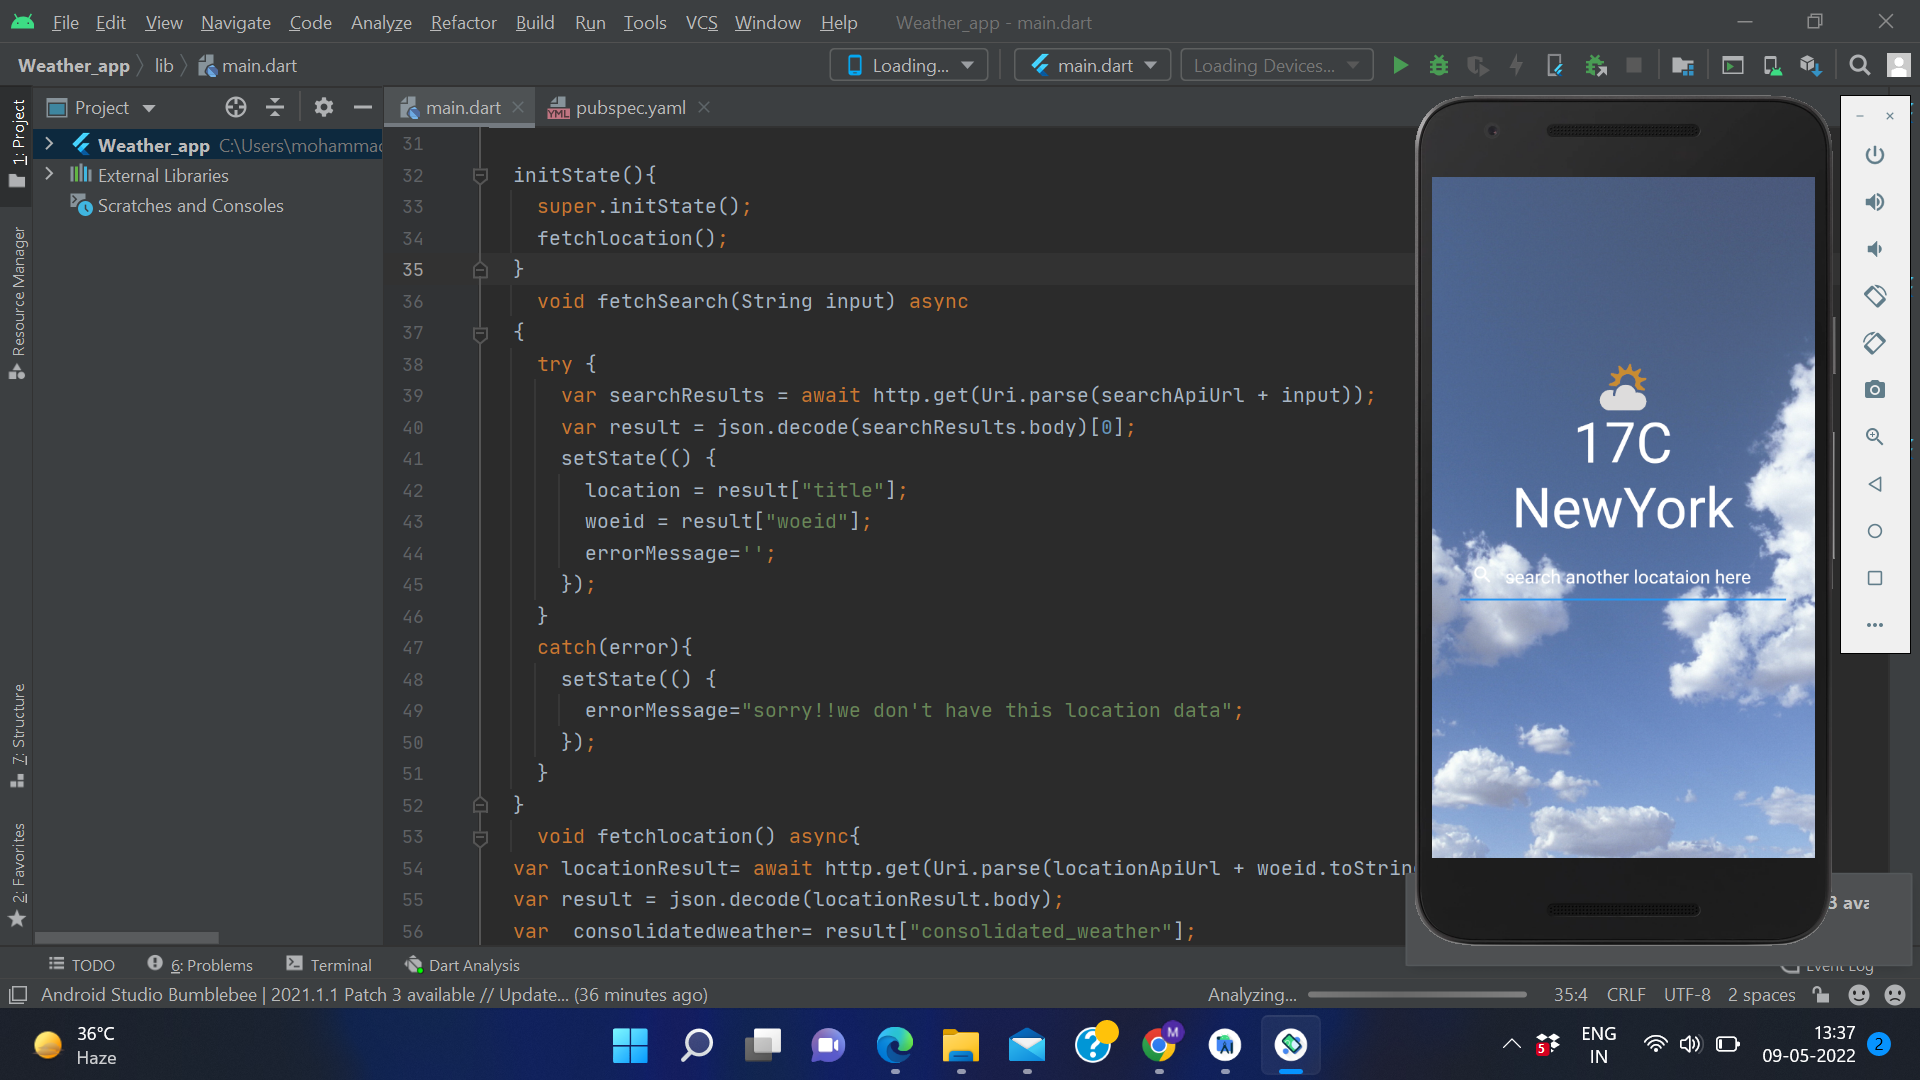 File Edit View Navigate Code Analyze Refactor Build Run Tools VCS Window Help Weather_app - main.dart
Weather_app lib main.dart Loading... main.dart Loading Devices...
Project main.dart pubspec.yaml
1: Project
Resource Manager
7: Structure
2: Favorites
Weather_app C:\Users\mohammad
External Libraries
Scratches and Consoles
31
32 initState(){
33 super.initState();
34 fetchlocation();
35 }
36 void fetchSearch(String input) async
37 {
38 try {
39 var searchResults = await http.get(Uri.parse(searchApiUrl + input));
40 var result = json.decode(searchResults.body)[0];
41 setState(() {
42 location = result["title"];
43 woeid = result["woeid"];
44 errorMessage='';
45 });
46 }
47 catch(error){
48 setState(() {
49 errorMessage="sorry!!we don't have this location data";
50 });
51 }
52 }
53 void fetchlocation() async{
54 var locationResult= await http.get(Uri.parse(locationApiUrl + woeid.toString
55 var result = json.decode(locationResult.body);
56 var consolidatedweather= result["consolidated_weather"];
17C
NewYork
search another locataion here
3 ava
TODO 6: Problems Terminal Dart Analysis Event Log
Android Studio Bumblebee | 2021.1.1 Patch 3 available // Update... (36 minutes ago) Analyzing... 35:4 CRLF UTF-8 2 spaces
36°C
Haze
M
5
ENG
IN
13:37
09-05-2022
2